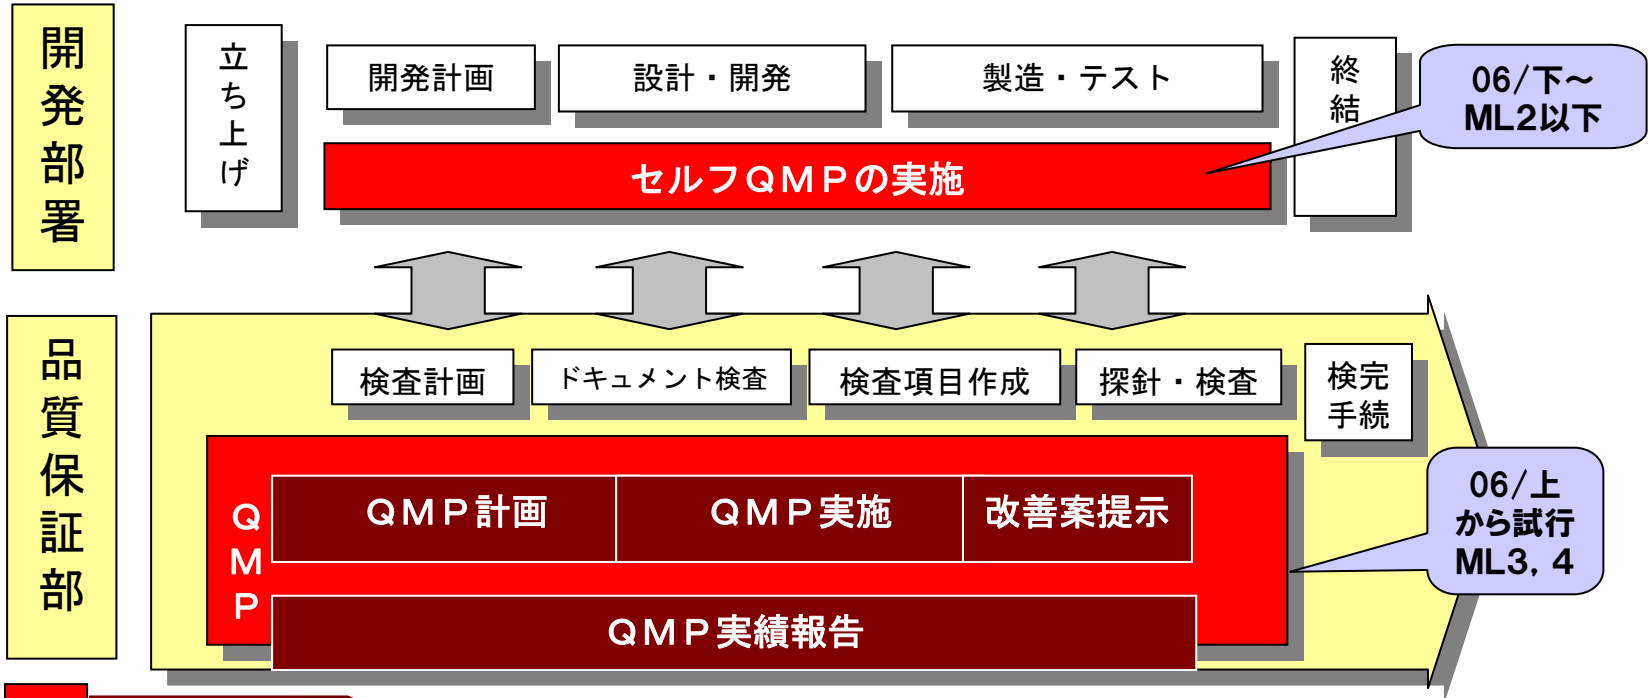 開発部署
立ち上げ
開発計画
設計・開発
製造・テスト
終結
06/下～
ML2以下
セルフQMPの実施
品質保証部
検査計画
ドキュメント検査
検査項目作成
探針・検査
検完
手続
QMP
QMP計画
QMP実施
改善案提示
06/上
から試行
ML3, 4
QMP実績報告